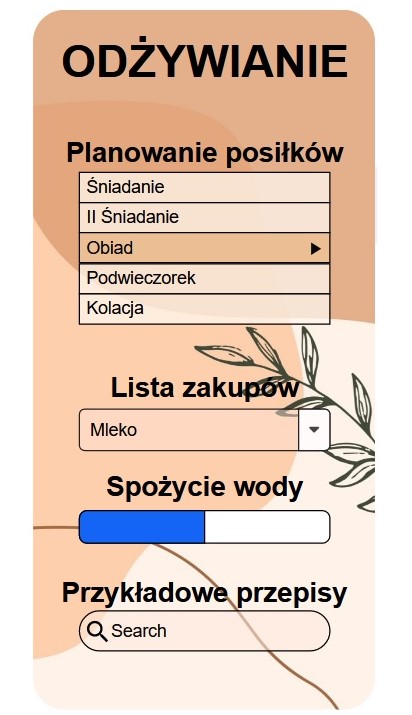 ODŻYWIANIE
Planowanie posiłków
Śniadanie
II Śniadanie
Obiad
Podwieczorek
Kolacja
Lista zakupów
Mleko
Spożycie wody
Przykładowe przepisy
Search